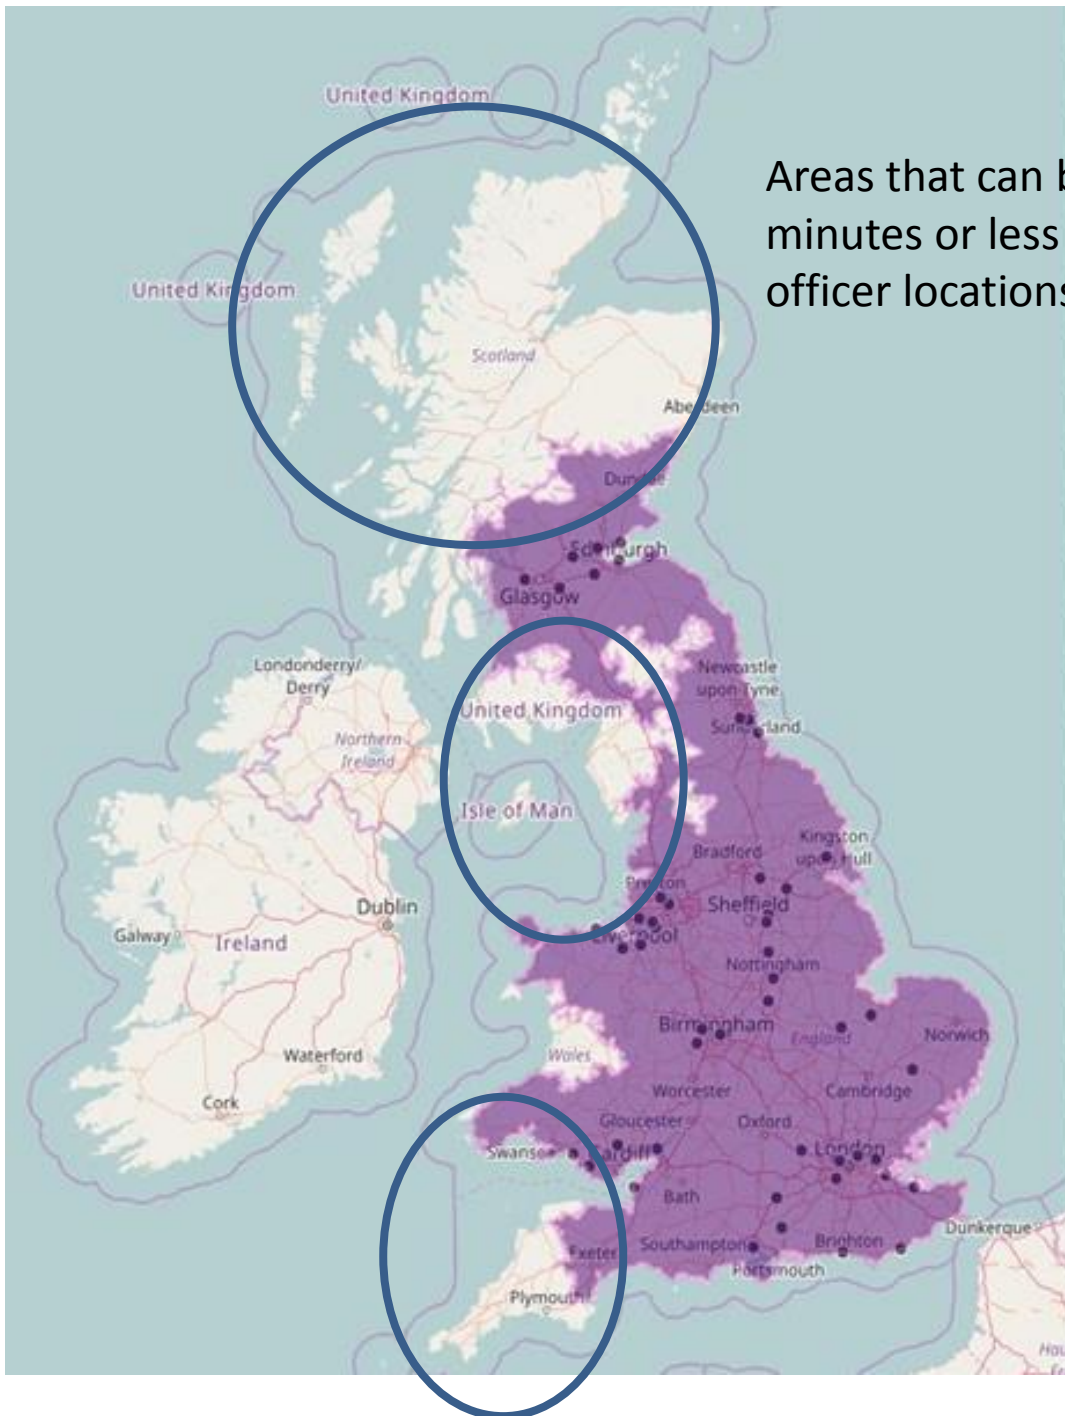 United Kingdom
Areas that can b
minutes or less
officer locations
United Kingdom
Scotland
Aberdeen
Dundee
Edinburgh
Glasgow
Londonderry/
Derry
Newcastle
upon Tyne
United Kingdom
Sunderland
Northern
Ireland
Isle of Man
Kingston
upon Hull
Bradford
Preston
Sheffield
Dublin
Galway
Ireland
Liverpool
Nottingham
Birmingham
England
Norwich
Wales
Waterford
Worcester
Cambridge
Cork
Gloucester
Oxford
London
Swansea
Cardiff
Bath
Dunkerque
Exeter
Southampton
Brighton
Portsmouth
Plymouth